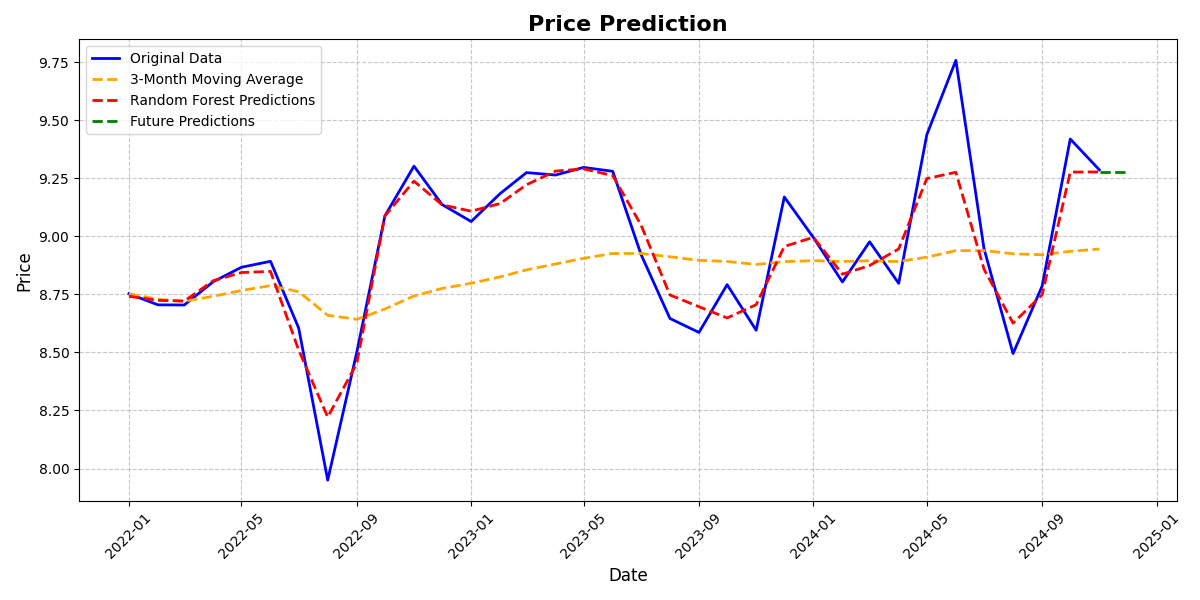 Price Prediction
Original Data
3-Month Moving Average
Random Forest Predictions
Future Predictions
Price
9.75
9.50
9.25
9.00
8.75
8.50
8.25
8.00
2022-01
2022-05
2022-09
2023-01
2023-05
2023-09
2024-01
2024-05
2024-09
2025-01
Date